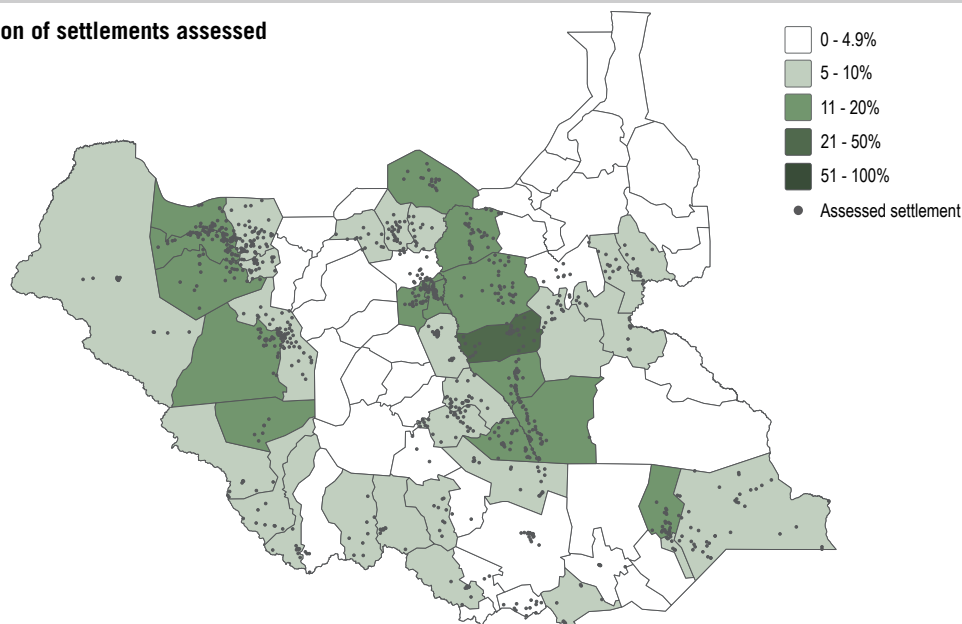 on of settlements assessed
0 - 4.9%
5 - 10%
11 - 20%
21 - 50%
51 - 100%
Assessed settlement